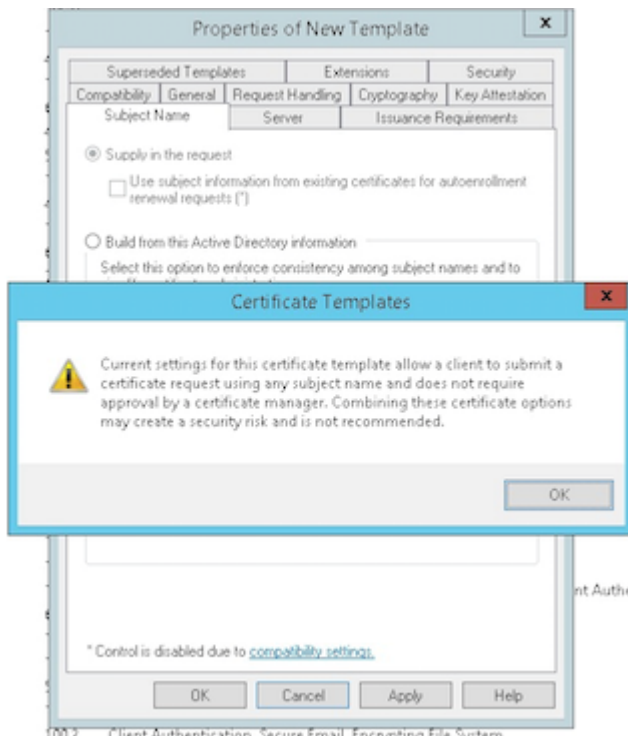 Properties of New Template
x
Superseded Templates Extensions Security
Compatibility General Request Handling Cryptography Key Attestation
Subject Name Server Issuance Requirements
Supply in the request
Use subject information from existing certificates for autoenrollment
renewal requests (*)
Build from this Active Directory information
Select this option to enforce consistency among subject names and to
Certificate Templates
x
Current settings for this certificate template allow a client to submit a
certificate request using any subject name and does not require
approval by a certificate manager. Combining these certificate options
may create a security risk and is not recommended.
OK
nt Authe
* Control is disabled due to compatibility settings.
OK Cancel Apply Help
100.3 Client Authentication, Secure Email, Encrypting File System